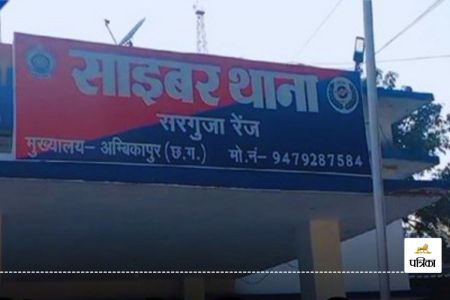 साइबर थाना
सरगुजा रेंज
मुख्यालय– अम्बिकापुर (छ.ग.) मो.नं– 9479287584
पत्रिका